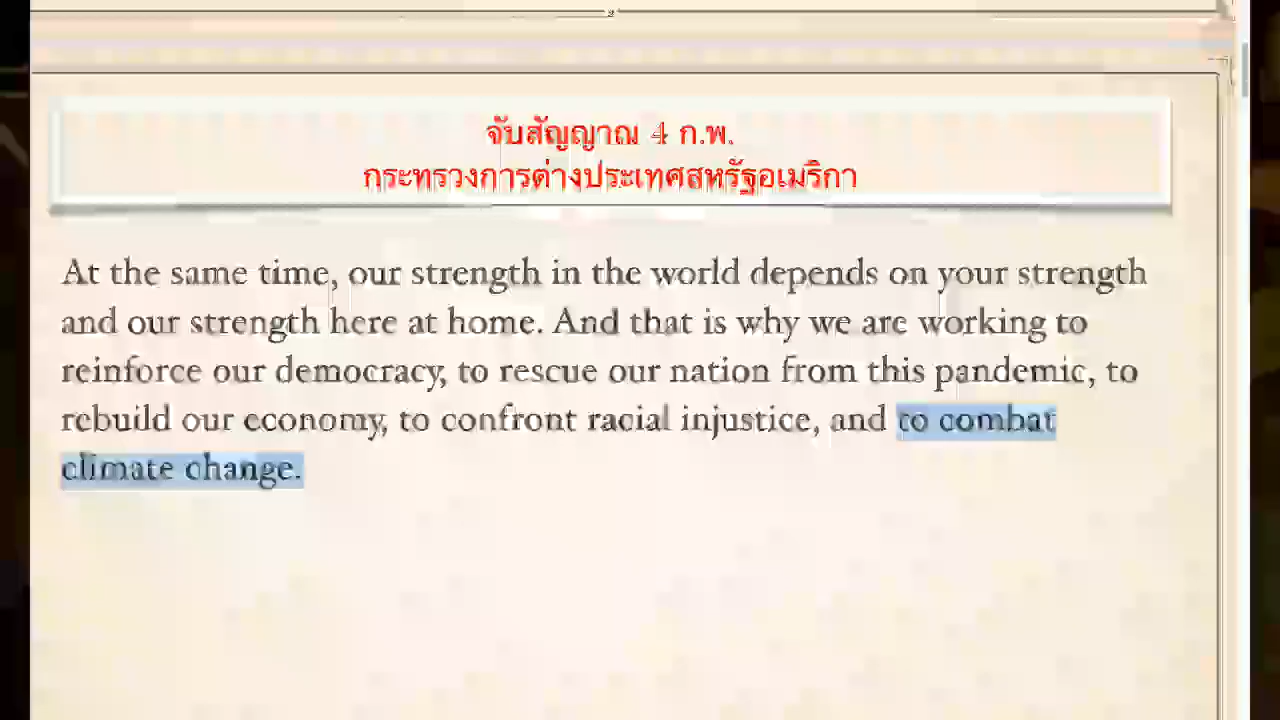 จับสัญญาณ 4 ก.พ.
กระทรวงการต่างประเทศสหรัฐอเมริกา
At the same time, our strength in the world depends on your strength
and our strength here at home. And that is why we are working to
reinforce our democracy, to rescue our nation from this pandemic, to
rebuild our economy, to confront racial injustice, and to combat
climate change.